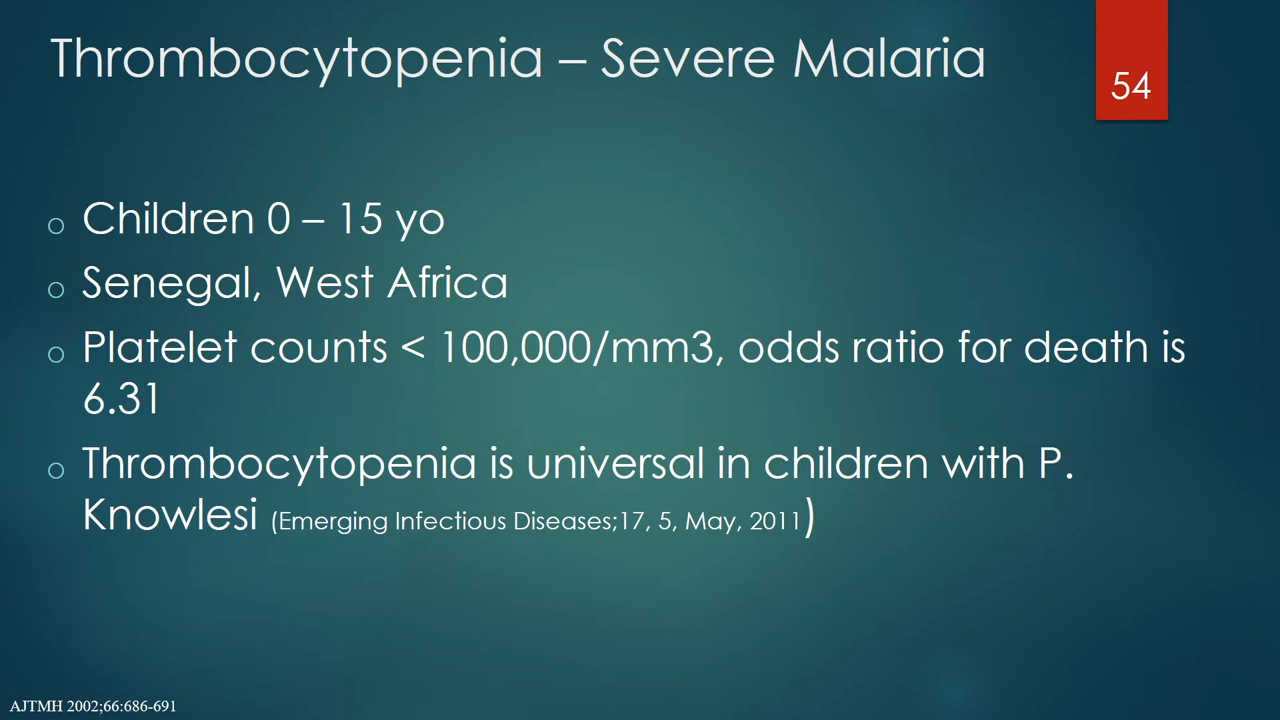 Thrombocytopenia – Severe Malaria
54
o Children 0 – 15 yo
o Senegal, West Africa
o Platelet counts < 100,000/mm3, odds ratio for death is
6.31
o Thrombocytopenia is universal in children with P.
Knowlesi (Emerging Infectious Diseases;17, 5, May, 2011)
AJTMH 2002;66:686-691